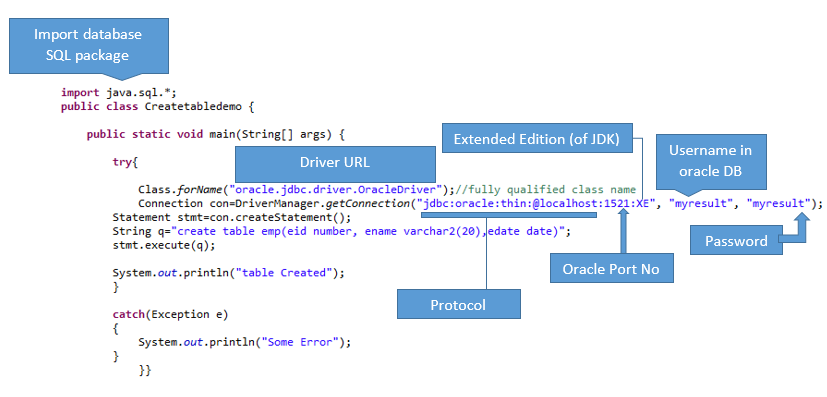 Import database
SQL package
import java.sql.*;
public class Createtabledemo {
Extended Edition (of JDK)
public static void main(String[] args) {
Username in
oracle DB
try{
Driver URL
Class.forName("oracle.jdbc.driver.OracleDriver");//fully qualified class name
Connection con=DriverManager.getConnection("jdbc:oracle:thin:@localhost:1521:XE", "myresult", "myresult");
Statement stmt=con.createStatement();
String q="create table emp(eid number, ename varchar2(20),edate date)";
Password
stmt.execute(q);
Oracle Port No
System.out.println("table Created");
}
Protocol
catch(Exception e)
{
System.out.println("Some Error");
}
}}